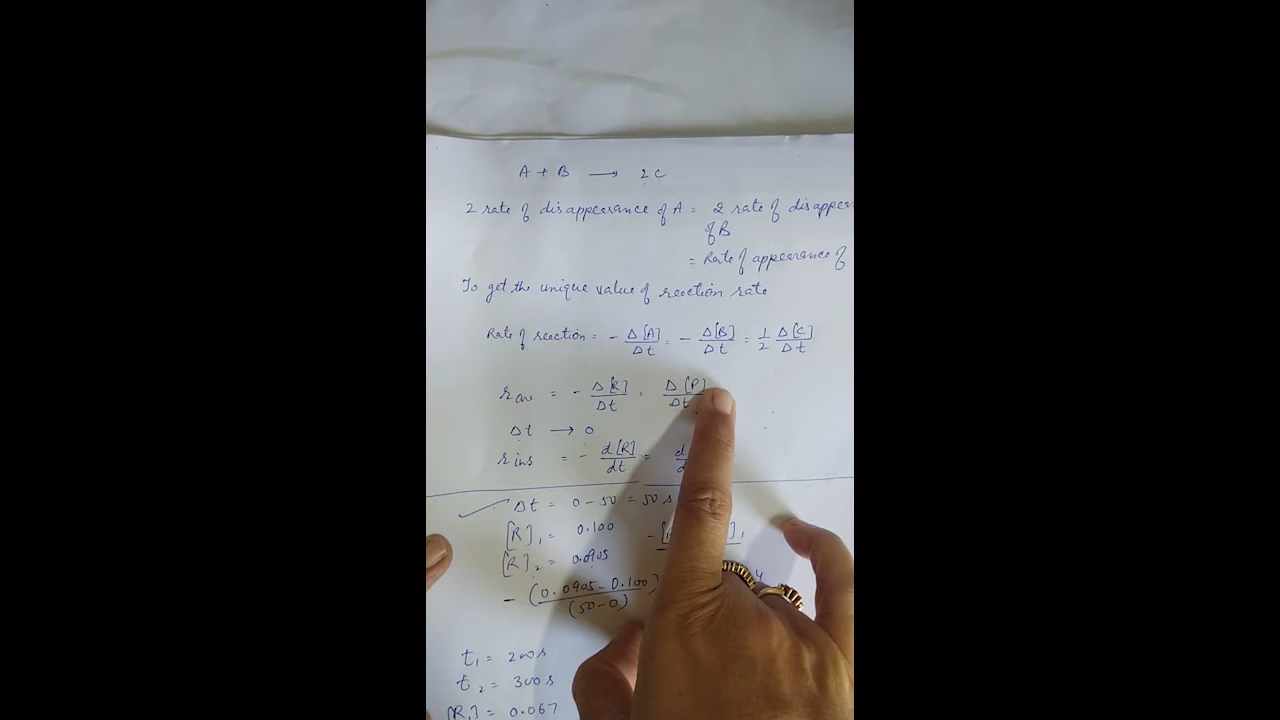 A + B ⟶ 2C
2 rate of disappearance of A = 2 rate of disappear
of B
= Rate of appearance of
To get the unique value of reaction rate
Rate of reaction = - Δ[A]/Δt = - Δ[B]/Δt = 1/2 Δ[C]/Δt
r_av = - Δ[R]/Δt = Δ[P]/Δt
Δt ⟶ 0
r_ins = - d[R]/dt = d
Δt = 0 - 50 = 50 s
[R]₁ = 0.100
[R]₂ = 0.0905
- (0.0905 - 0.100)/(50 - 0)
t₁ = 200 s
t₂ = 300 s
[R₁] = 0.067